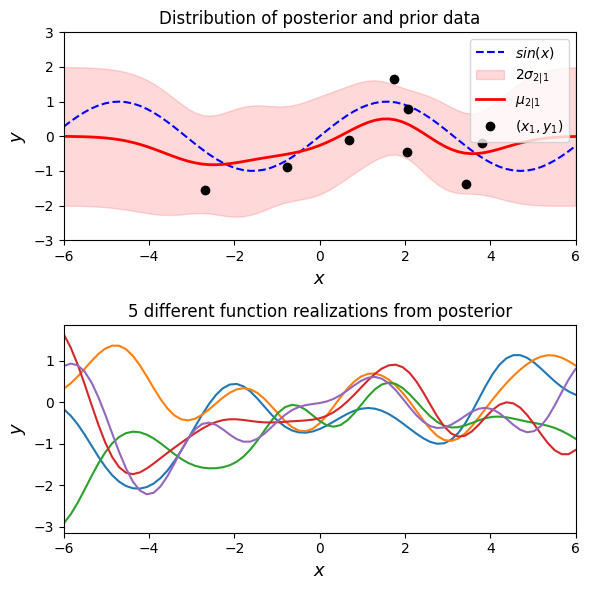 Distribution of posterior and prior data
3
2
1
0
−1
−2
−3
y
sin(x)
2σ2|1
μ2|1
(x1, y1)
−6 −4 −2 0 2 4 6
x
5 different function realizations from posterior
1
0
−1
−2
−3
y
−6 −4 −2 0 2 4 6
x